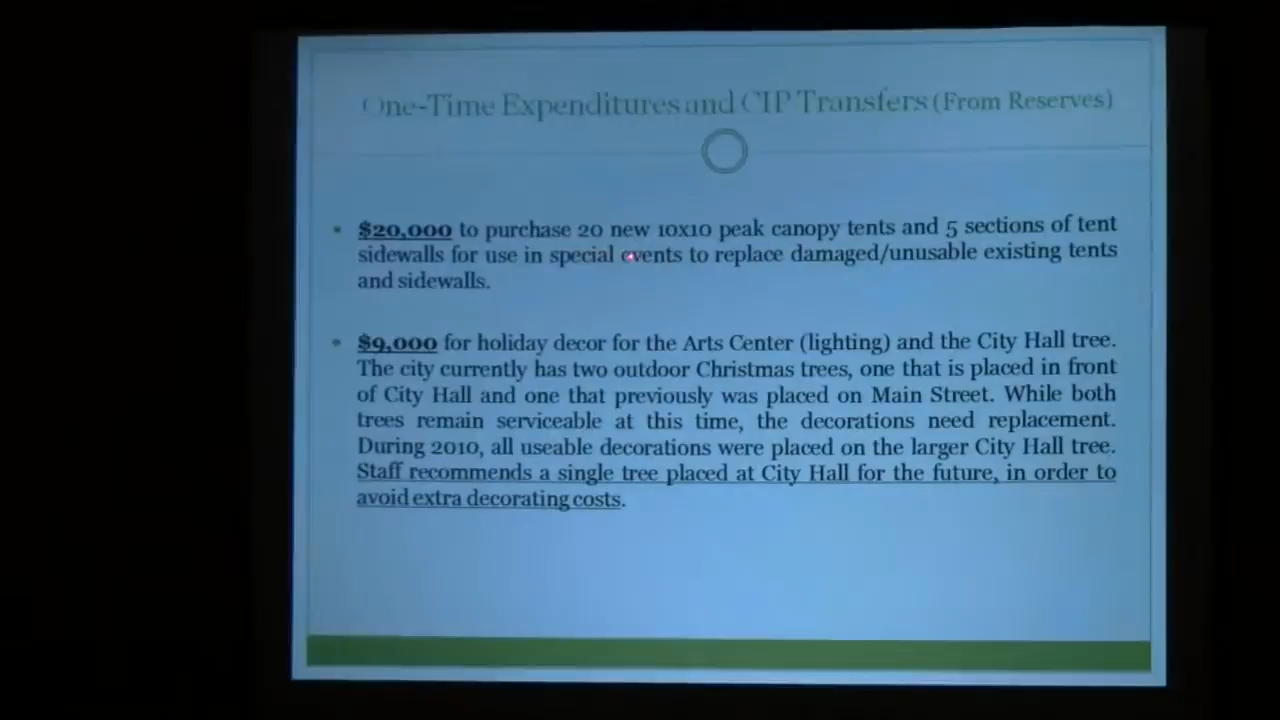 One-Time Expenditures and CIP Transfers (From Reserves)
$20,000 to purchase 20 new 10x10 peak canopy tents and 5 sections of tent
sidewalls for use in special events to replace damaged/unusable existing tents
and sidewalls.
$9,000 for holiday decor for the Arts Center (lighting) and the City Hall tree.
The city currently has two outdoor Christmas trees, one that is placed in front
of City Hall and one that previously was placed on Main Street. While both
trees remain serviceable at this time, the decorations need replacement.
During 2010, all useable decorations were placed on the larger City Hall tree.
Staff recommends a single tree placed at City Hall for the future, in order to
avoid extra decorating costs.